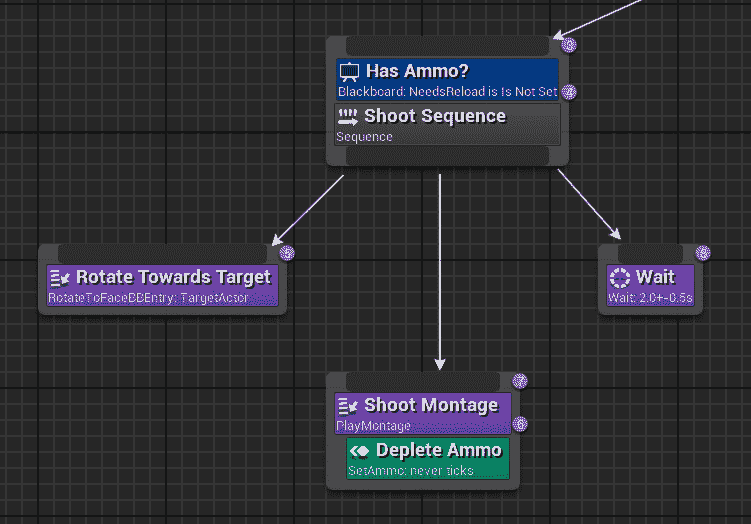 Has Ammo?
Blackboard: NeedsReload is Is Not Set
Shoot Sequence
Sequence
Rotate Towards Target
RotateToFaceBBEntry: TargetActor
Wait
Wait: 2.0+-0.5s
Shoot Montage
PlayMontage
Deplete Ammo
SetAmmo: never ticks